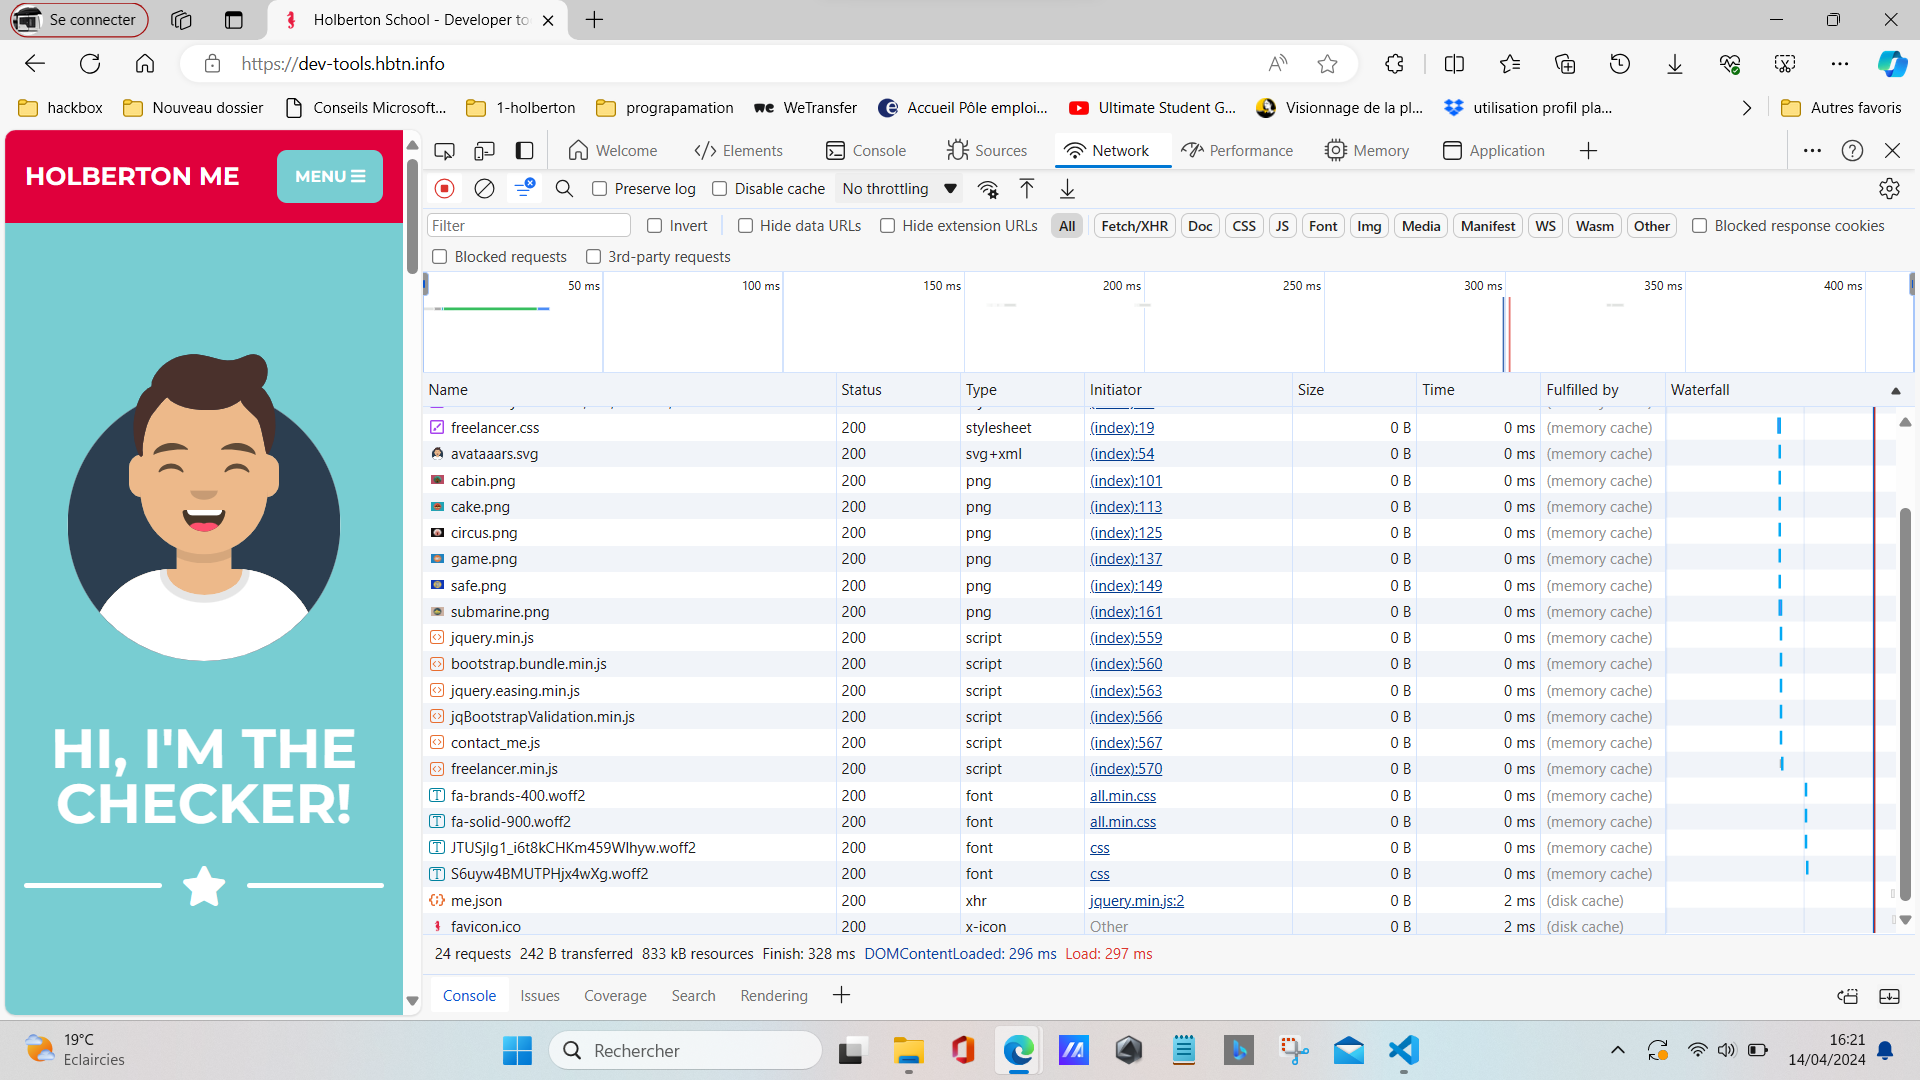 Se connecter
Holberton School - Developer to
https://dev-tools.hbtn.info
hackbox Nouveau dossier Conseils Microsoft... 1-holberton prograpamation WeTransfer Accueil Pôle emploi... Ultimate Student G... Visionnage de la pl... utilisation profil pla... Autres favoris
HOLBERTON ME
MENU
HI, I'M THE
CHECKER!
Welcome Elements Console Sources Network Performance Memory Application
Preserve log Disable cache No throttling
Filter Invert Hide data URLs Hide extension URLs All Fetch/XHR Doc CSS JS Font Img Media Manifest WS Wasm Other Blocked response cookies
Blocked requests 3rd-party requests
50 ms 100 ms 150 ms 200 ms 250 ms 300 ms 350 ms 400 ms
Name Status Type Initiator Size Time Fulfilled by Waterfall
freelancer.css 200 stylesheet (index):19 0 B 0 ms (memory cache)
avataaars.svg 200 svg+xml (index):54 0 B 0 ms (memory cache)
cabin.png 200 png (index):101 0 B 0 ms (memory cache)
cake.png 200 png (index):113 0 B 0 ms (memory cache)
circus.png 200 png (index):125 0 B 0 ms (memory cache)
game.png 200 png (index):137 0 B 0 ms (memory cache)
safe.png 200 png (index):149 0 B 0 ms (memory cache)
submarine.png 200 png (index):161 0 B 0 ms (memory cache)
jquery.min.js 200 script (index):559 0 B 0 ms (memory cache)
bootstrap.bundle.min.js 200 script (index):560 0 B 0 ms (memory cache)
jquery.easing.min.js 200 script (index):563 0 B 0 ms (memory cache)
jqBootstrapValidation.min.js 200 script (index):566 0 B 0 ms (memory cache)
contact_me.js 200 script (index):567 0 B 0 ms (memory cache)
freelancer.min.js 200 script (index):570 0 B 0 ms (memory cache)
fa-brands-400.woff2 200 font all.min.css 0 B 0 ms (memory cache)
fa-solid-900.woff2 200 font all.min.css 0 B 0 ms (memory cache)
JTUSjIg1_i6t8kCHKm459Wlhyw.woff2 200 font css 0 B 0 ms (memory cache)
S6uyw4BMUTPHjx4wXg.woff2 200 font css 0 B 0 ms (memory cache)
me.json 200 xhr jquery.min.js:2 0 B 2 ms (disk cache)
favicon.ico 200 x-icon Other 0 B 2 ms (disk cache)
24 requests 242 B transferred 833 kB resources Finish: 328 ms DOMContentLoaded: 296 ms Load: 297 ms
Console Issues Coverage Search Rendering
19°C
Eclaircies
Rechercher
16:21
14/04/2024